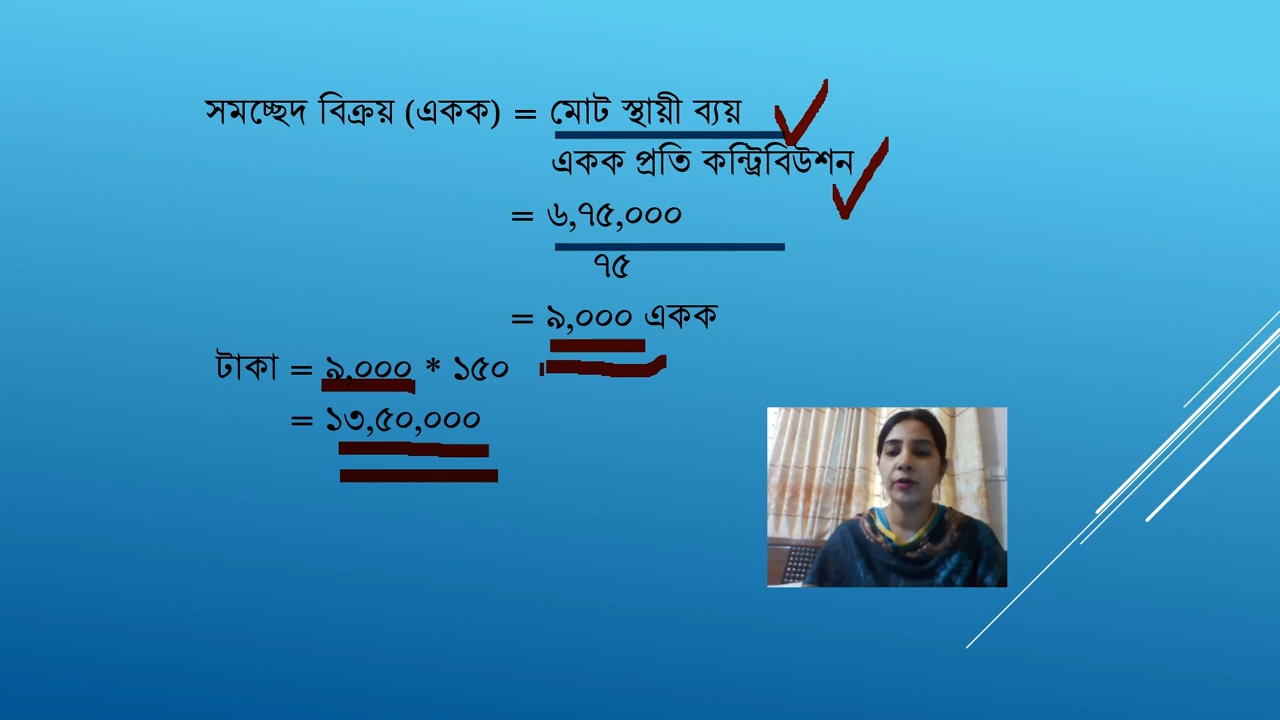 সমচ্ছেদ বিক্রয় (একক) = মোট স্থায়ী ব্যয়
একক প্রতি কন্ট্রিবিউশন
= ৬,৭৫,০০০
৭৫
= ৯,০০০ একক
টাকা = ৯,০০০ * ১৫০
= ১৩,৫০,০০০